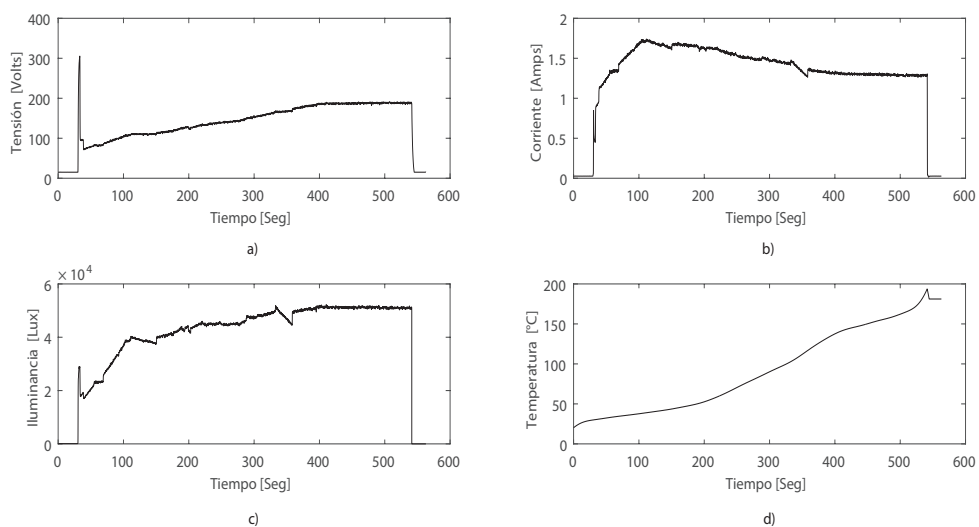 400
300
200
100
0
Tensión [Volts]
0 100 200 300 400 500 600
Tiempo [Seg]
a)
2
1.5
1
0.5
0
Corriente [Amps]
0 100 200 300 400 500 600
Tiempo [Seg]
b)
× 10⁴
6
4
2
0
Iluminancia [Lux]
0 100 200 300 400 500 600
Tiempo [Seg]
c)
200
150
100
50
0
Temperatura [°C]
0 100 200 300 400 500 600
Tiempo [Seg]
d)